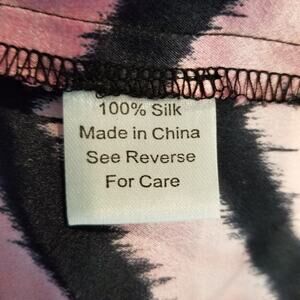 100% Silk
Made in China
See Reverse
For Care